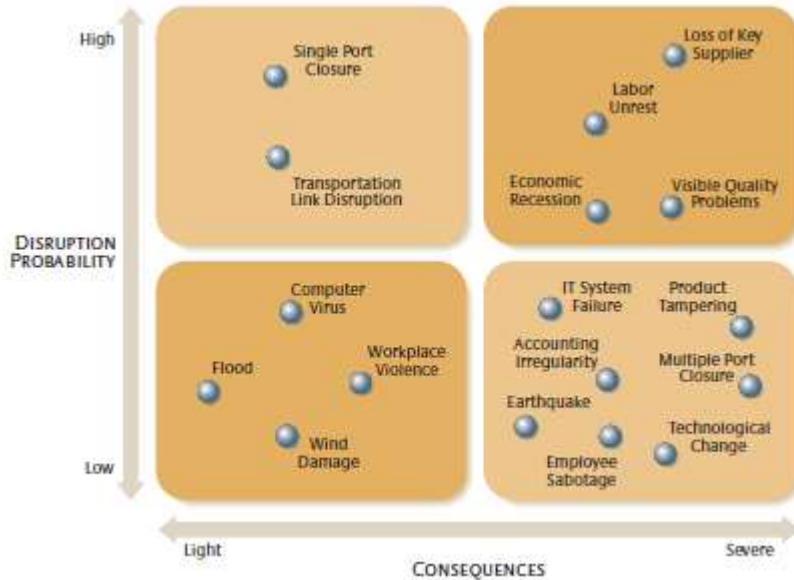 High
Single Port
Closure
Loss of Key
Supplier
Labor
Unrest
Transportation
Link Disruption
Economic
Recession
Visible Quality
Problems
DISRUPTION
PROBABILITY
Computer
Virus
IT System
Failure
Product
Tampering
Flood
Workplace
Violence
Accounting
Irregularity
Multiple Port
Closure
Earthquake
Wind
Damage
Employee
Sabotage
Technological
Change
Low
Light
Severe
CONSEQUENCES